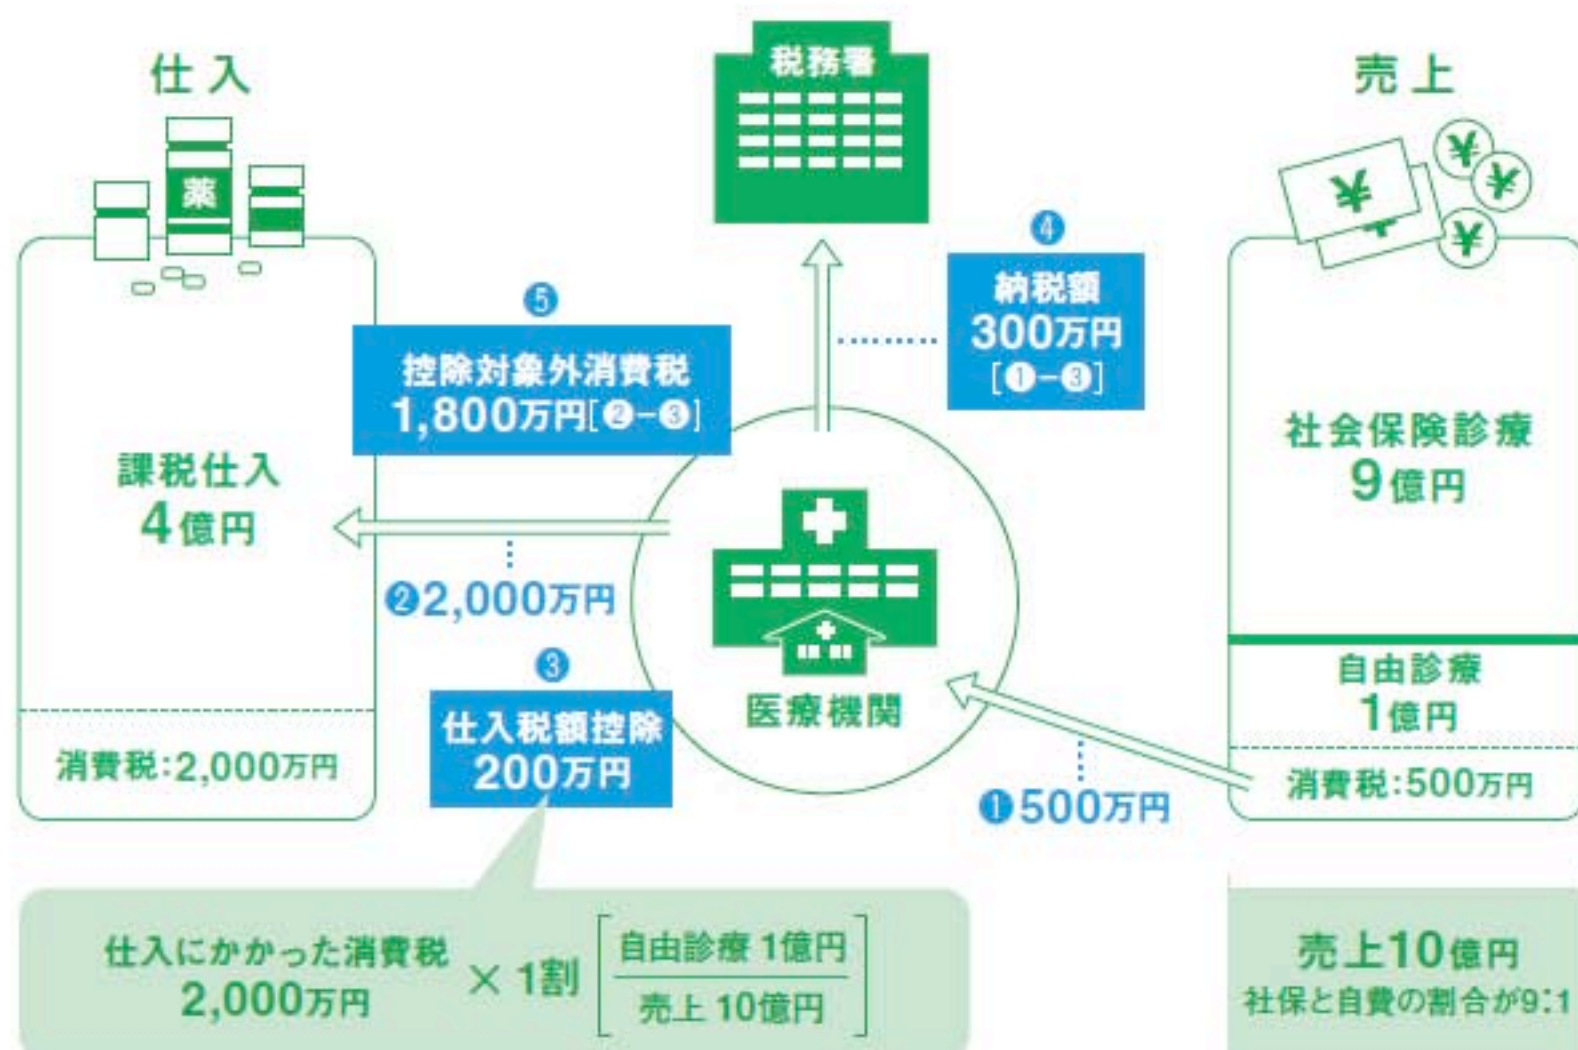 仕入
薬
課税仕入
4億円
消費税:2,000万円
税務署
❺
控除対象外消費税
1,800万円[❷−❸]
❹
納税額
300万円
[❶−❸]
❷2,000万円
❸
仕入税額控除
200万円
医療機関
❶500万円
売上
¥
¥
¥
¥
¥
社会保険診療
9億円
自由診療
1億円
消費税:500万円
仕入にかかった消費税
2,000万円
× 1割
自由診療 1億円
売上 10億円
売上10億円
社保と自費の割合が9:1